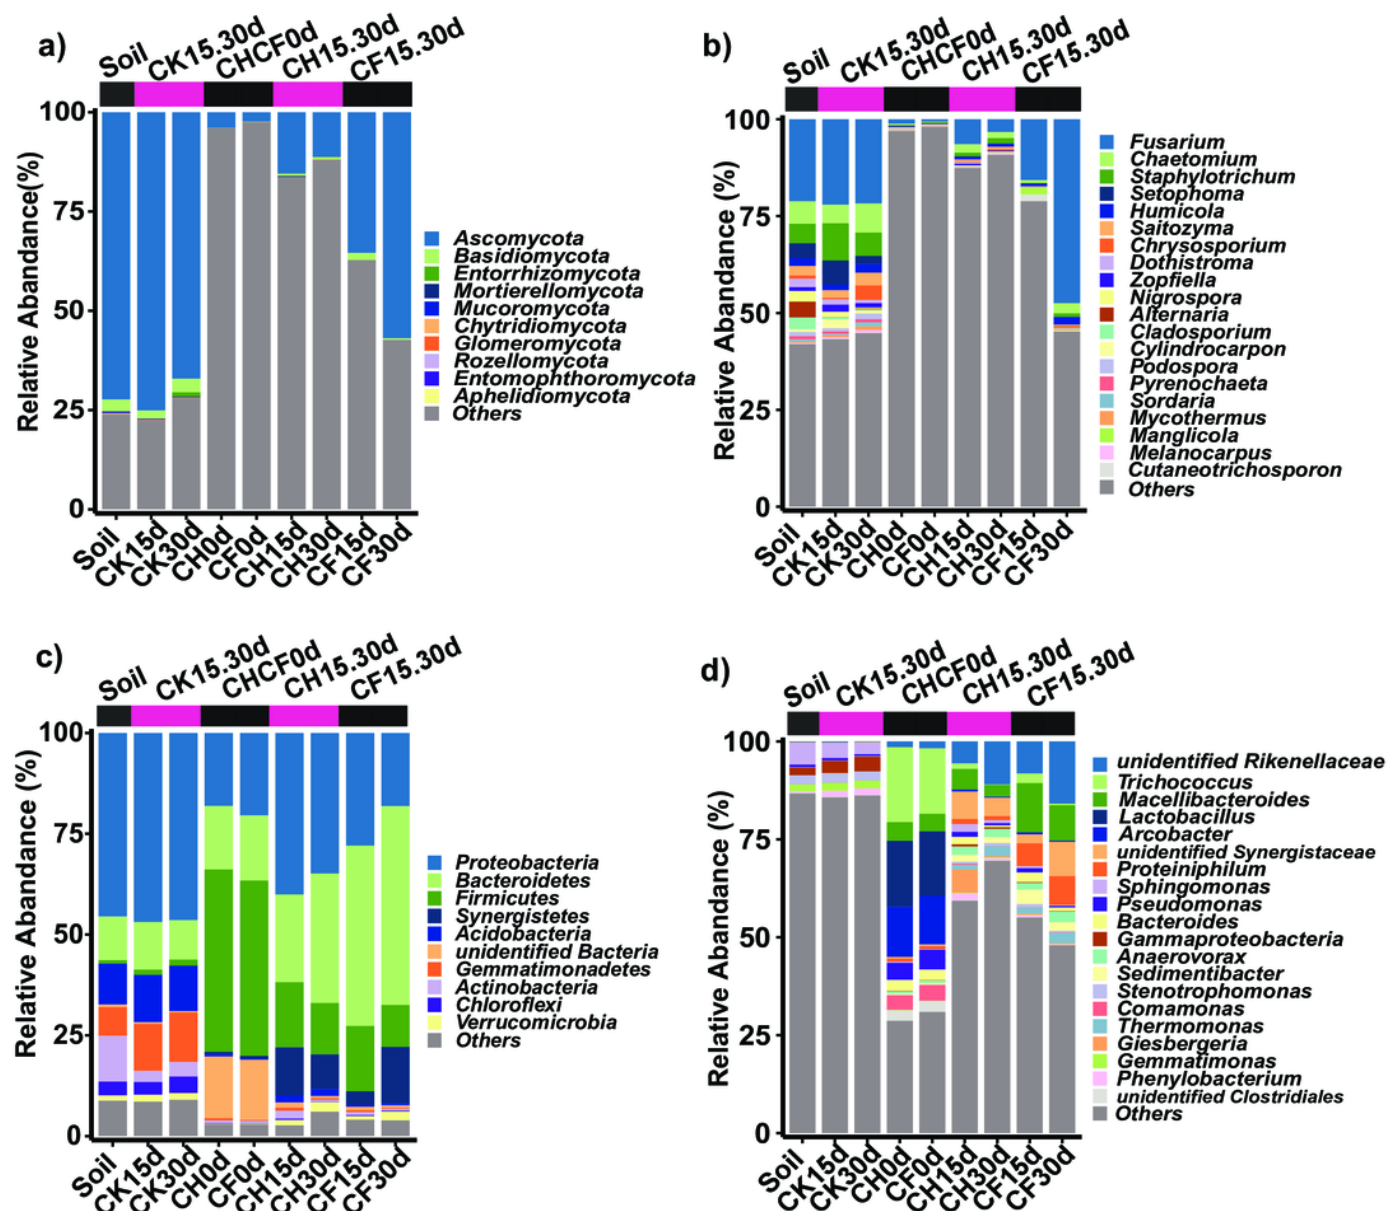 a)
Soil
CK15.30d
CHCF0d
CH15.30d
CF15.30d
Relative Abandance(%)
100
75
50
25
0
Soil
CK15d
CK30d
CH0d
CF0d
CH15d
CH30d
CF15d
CF30d
Ascomycota
Basidiomycota
Entorrhizomycota
Mortierellomycota
Mucoromycota
Chytridiomycota
Glomeromycota
Rozellomycota
Entomophthoromycota
Aphelidiomycota
Others
b)
Soil
CK15.30d
CHCF0d
CH15.30d
CF15.30d
Relative Abandance (%)
100
75
50
25
0
Soil
CK15d
CK30d
CH0d
CF0d
CH15d
CH30d
CF15d
CF30d
Fusarium
Chaetomium
Staphylotrichum
Setophoma
Humicola
Saitozyma
Chrysosporium
Dothistroma
Zopfiella
Nigrospora
Alternaria
Cladosporium
Cylindrocarpon
Podospora
Pyrenochaeta
Sordaria
Mycothermus
Manglicola
Melanocarpus
Cutaneotrichosporon
Others
c)
Soil
CK15.30d
CHCF0d
CH15.30d
CF15.30d
Relative Abandance (%)
100
75
50
25
0
Soil
CK15d
CK30d
CH0d
CF0d
CH15d
CH30d
CF15d
CF30d
Proteobacteria
Bacteroidetes
Firmicutes
Synergistetes
Acidobacteria
unidentified Bacteria
Gemmatimonadetes
Actinobacteria
Chloroflexi
Verrucomicrobia
Others
d)
Soil
CK15.30d
CHCF0d
CH15.30d
CF15.30d
Relative Abandance (%)
100
75
50
25
0
Soil
CK15d
CK30d
CH0d
CF0d
CH15d
CH30d
CF15d
CF30d
unidentified Rikenellaceae
Trichococcus
Macellibacteroides
Lactobacillus
Arcobacter
unidentified Synergistaceae
Proteiniphilum
Sphingomonas
Pseudomonas
Bacteroides
Gammaproteobacteria
Anaerovorax
Sedimentibacter
Stenotrophomonas
Comamonas
Thermomonas
Giesbergeria
Gemmatimonas
Phenylobacterium
unidentified Clostridiales
Others